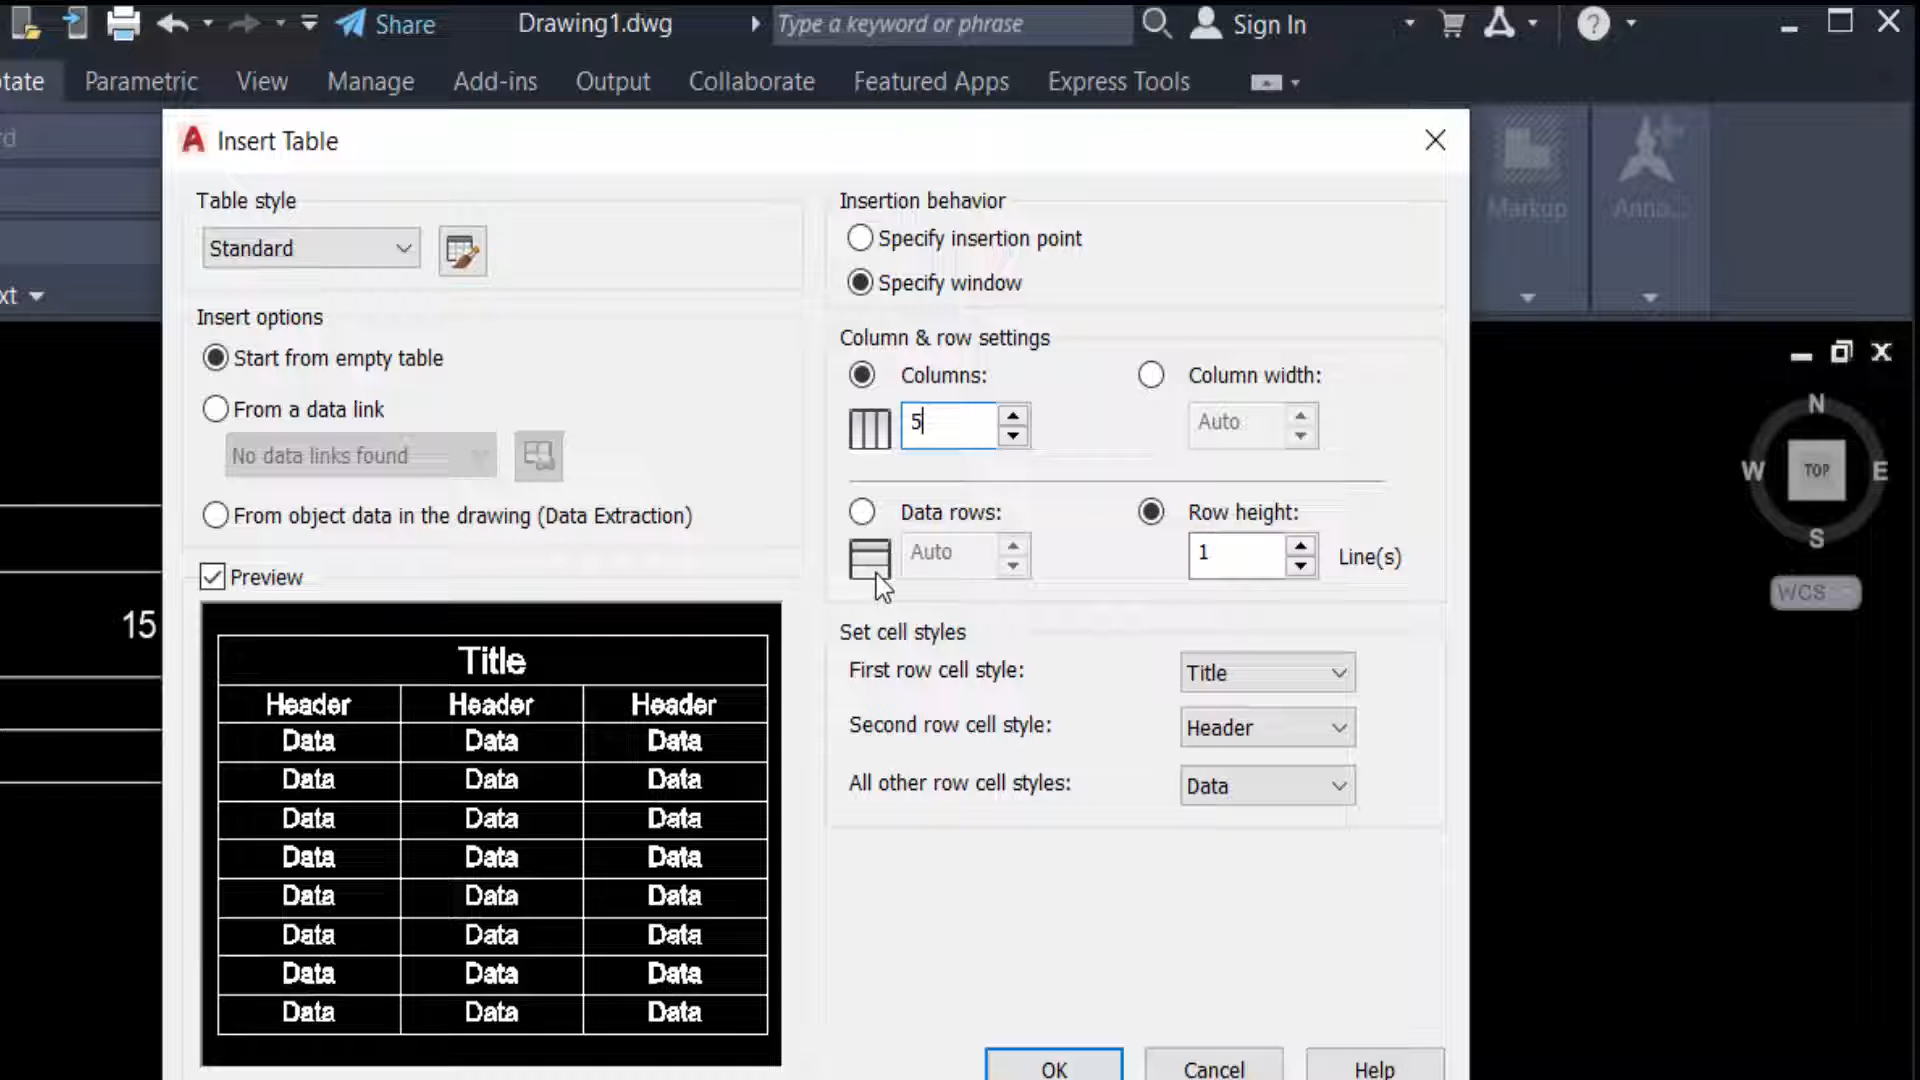 Share
Drawing1.dwg
Type a keyword or phrase
Sign In
tate
Parametric
View
Manage
Add-ins
Output
Collaborate
Featured Apps
Express Tools
Insert Table
Table style
Standard
Insert options
Start from empty table
From a data link
No data links found
From object data in the drawing (Data Extraction)
Preview
Title
Header Header Header
Data Data Data
Data Data Data
Data Data Data
Data Data Data
Data Data Data
Data Data Data
Data Data Data
Data Data Data
Insertion behavior
Specify insertion point
Specify window
Column & row settings
Columns: Column width:
5 Auto
Data rows: Row height:
Auto 1 Line(s)
Set cell styles
First row cell style: Title
Second row cell style: Header
All other row cell styles: Data
OK Cancel Help
Markup
Anno...
xt
15
N
W TOP E
S
WCS